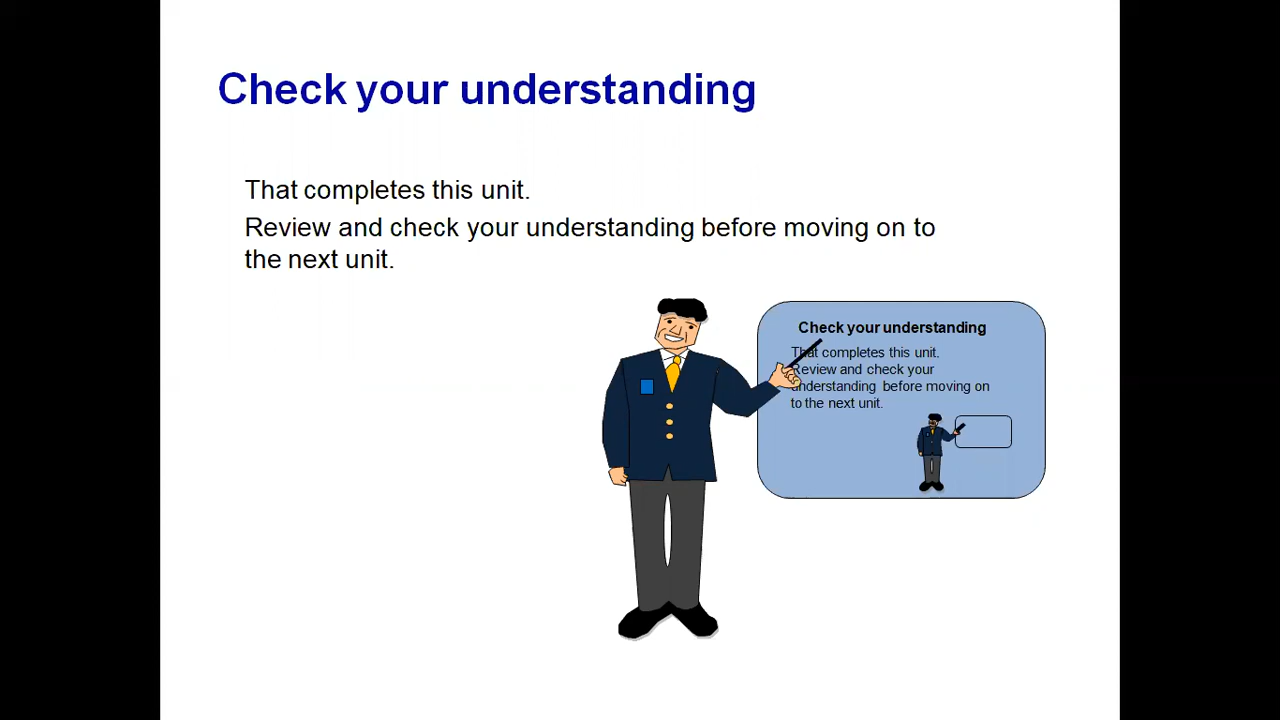 Check your understanding
That completes this unit.
Review and check your understanding before moving on to
the next unit.
Check your understanding
That completes this unit.
Review and check your
understanding before moving on
to the next unit.